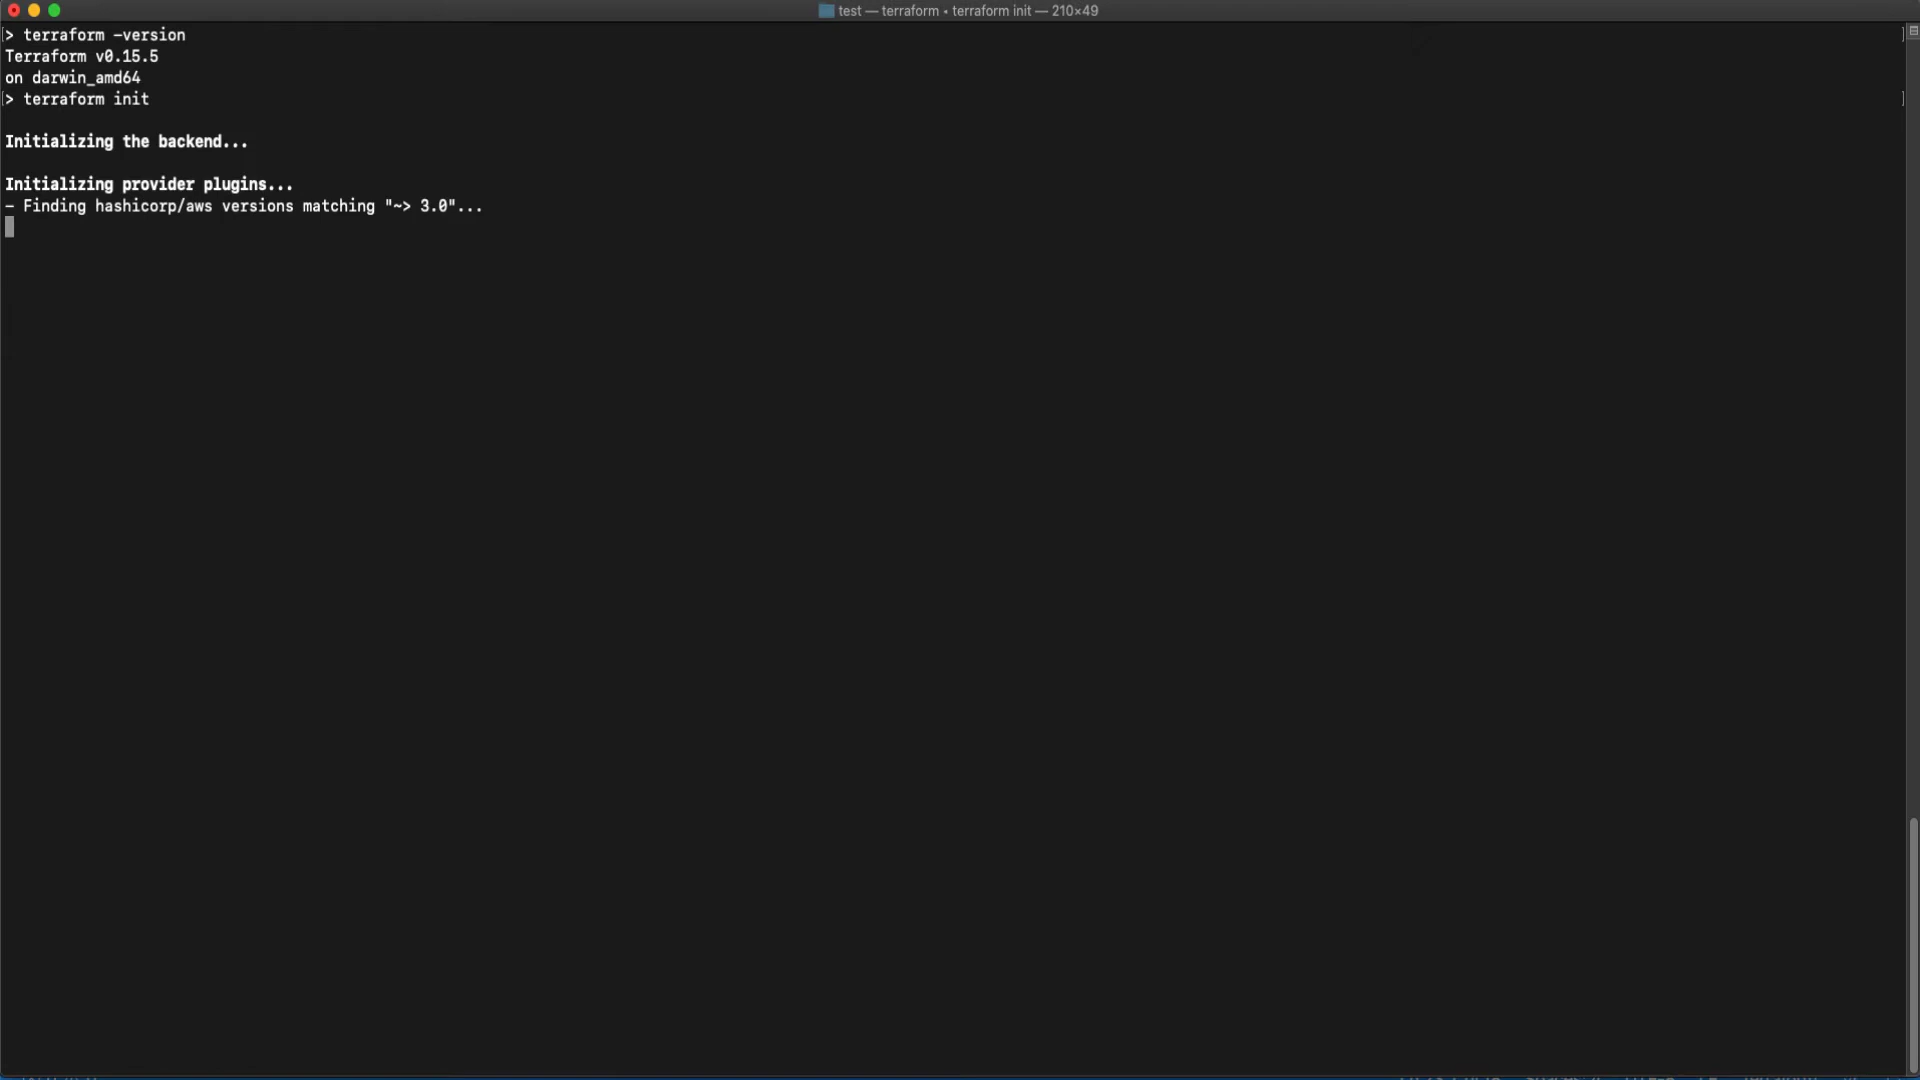 test — terraform • terraform init — 210×49
[> terraform -version ]
Terraform v0.15.5
on darwin_amd64
[> terraform init ]
Initializing the backend...
Initializing provider plugins...
- Finding hashicorp/aws versions matching "~> 3.0"...